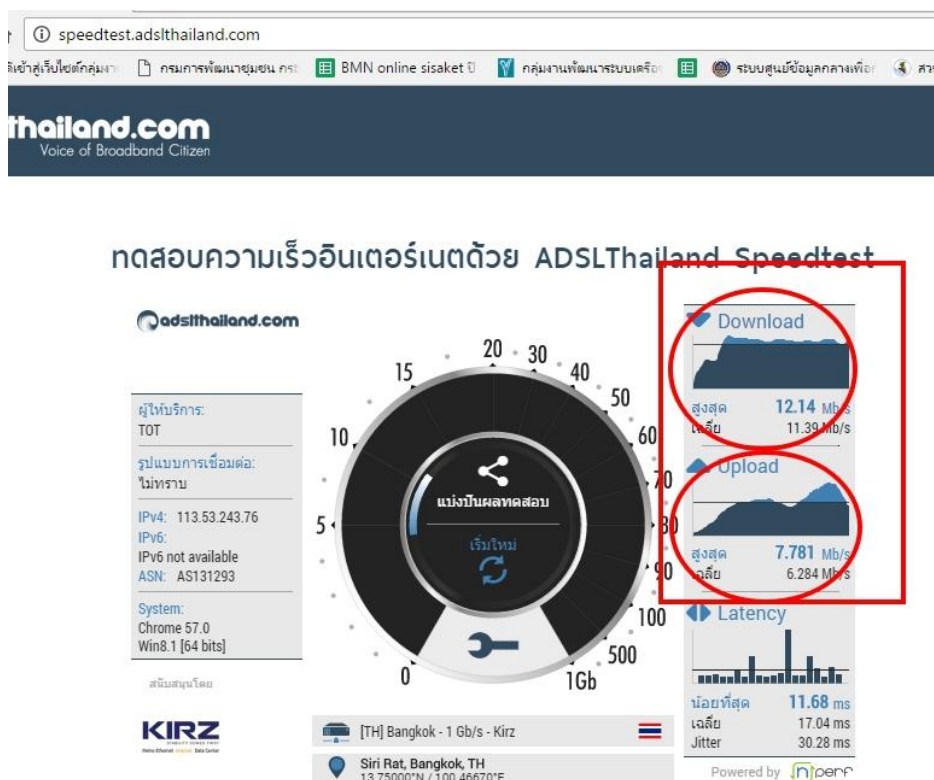 speedtest.adslthailand.com
กรมการพัฒนาชุมชน กระ
BMN online sisaket ปี
กลุ่มงานพัฒนาระบบเครือ
ระบบศูนย์ข้อมูลกลางเพื่อ
thailand.com
Voice of Broadband Citizen
ทดสอบความเร็วอินเตอร์เนตด้วย ADSLThailand Speedtest
adslthailand.com
ผู้ให้บริการ:
TOT
รูปแบบการเชื่อมต่อ:
ไม่ทราบ
IPv4: 113.53.243.76
IPv6:
IPv6 not available
ASN: AS131293
System:
Chrome 57.0
Win8.1 [64 bits]
สนับสนุนโดย
KIRZ
0
5
10
15
20
30
40
50
60
70
80
90
100
500
1Gb
แบ่งปันผลทดสอบ
เริ่มใหม่
Download
สูงสุด 12.14 Mb/s
เฉลี่ย 11.39 Mb/s
Upload
สูงสุด 7.781 Mb/s
เฉลี่ย 6.284 Mb/s
Latency
น้อยที่สุด 11.68 ms
เฉลี่ย 17.04 ms
Jitter 30.28 ms
Powered by nperf
[TH] Bangkok - 1 Gb/s - Kirz
Siri Rat, Bangkok, TH
13.75000°N / 100.46670°E